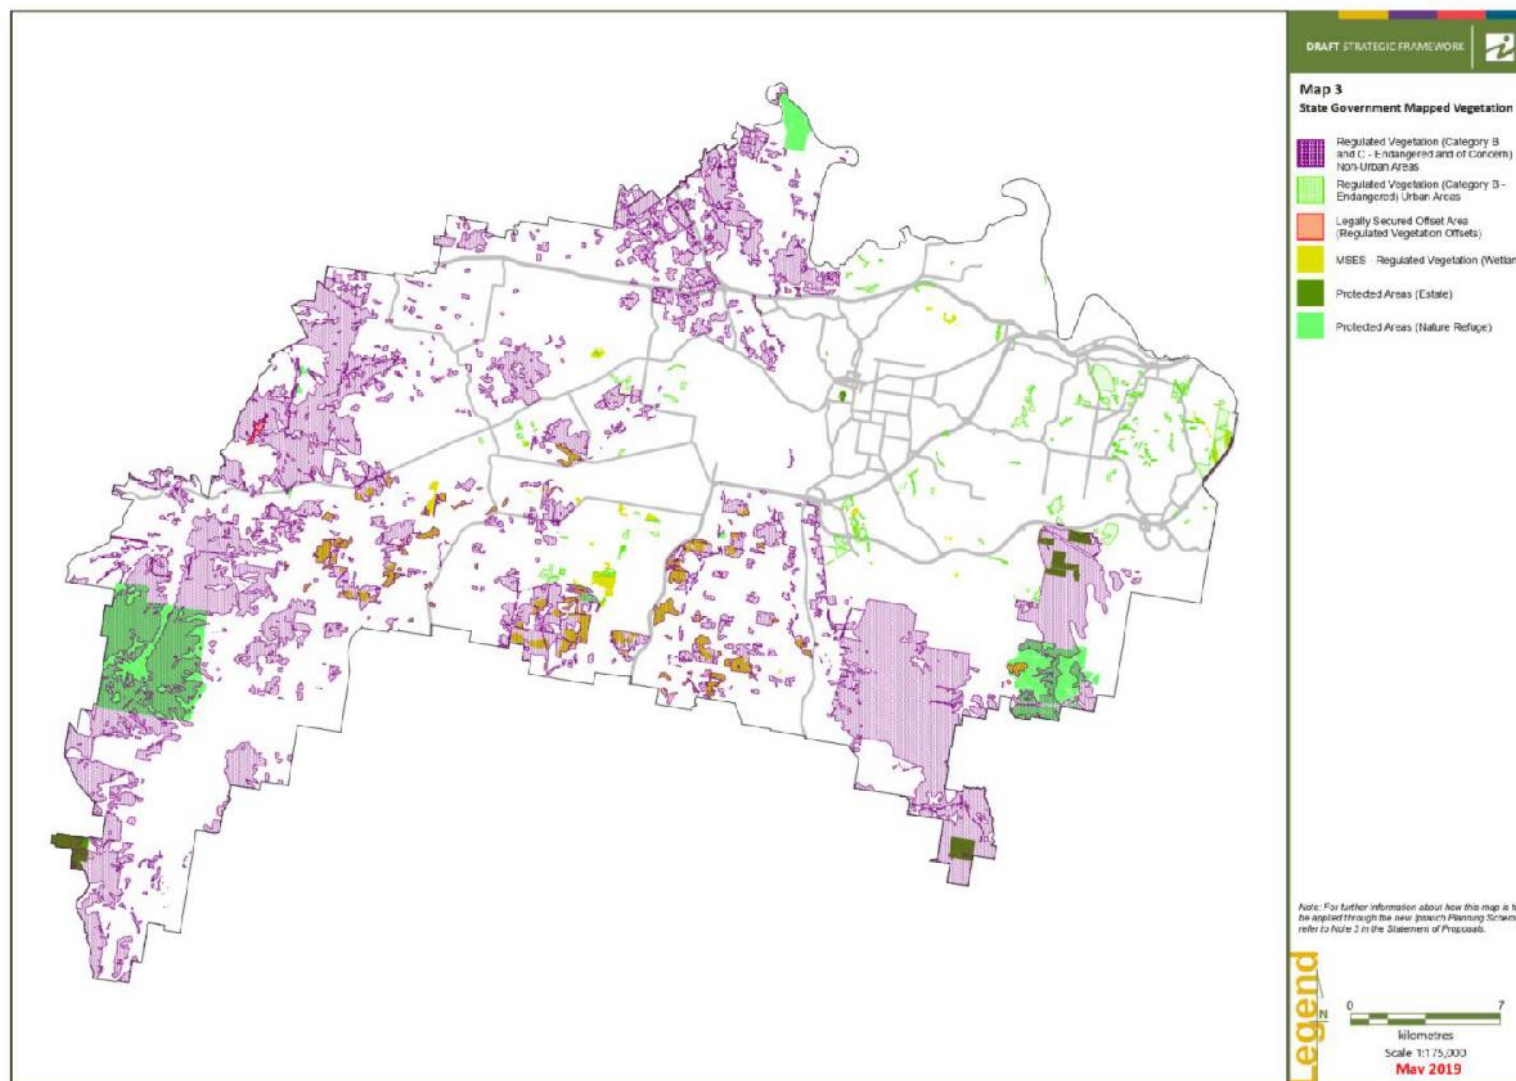 DRAFT STRATEGIC FRAMEWORK
Map 3
State Government Mapped Vegetation
Regulated Vegetation (Category B
and C - Endangered and of Concern)
Non-Urban Areas
Regulated Vegetation (Category B -
Endangered) Urban Areas
Legally Secured Offset Area
(Regulated Vegetation Offsets)
MSES - Regulated Vegetation (Wetlan
Protected Areas (Estate)
Protected Areas (Nature Refuge)
Note: For further information about how this map is t
be applied through the new Ipswich Planning Schem
refer to Note 3 in the Statement of Proposals.
Legend
N
0 7
kilometres
Scale 1:175,000
May 2019